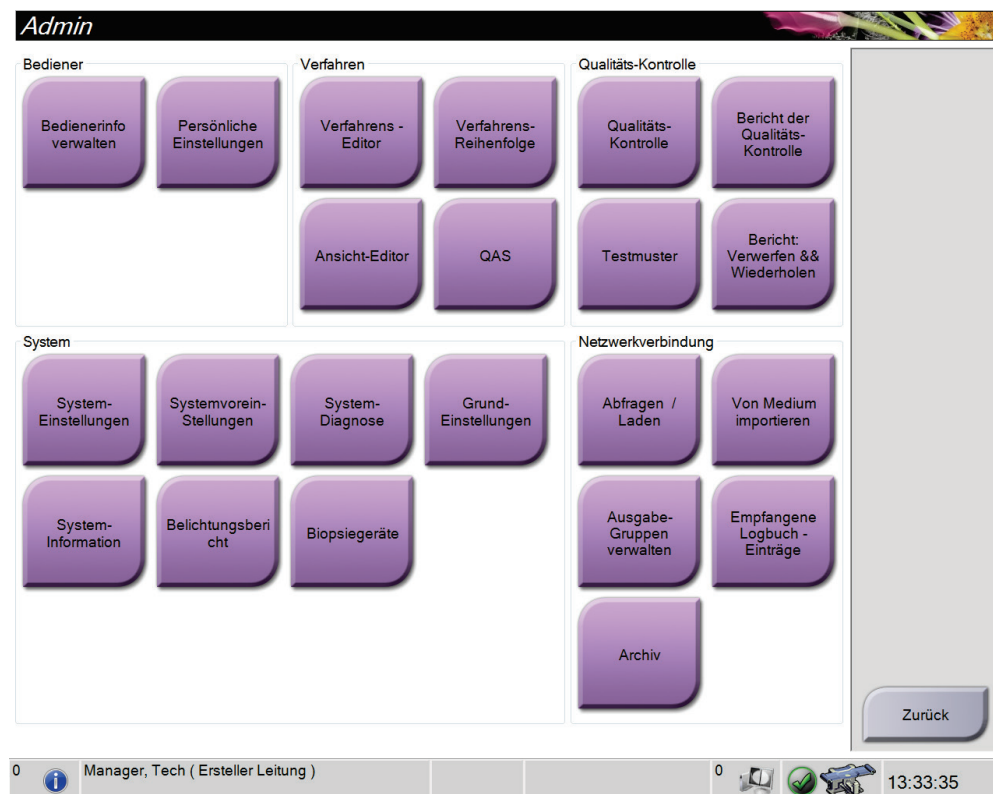 Admin
Bediener
Bedienerinfo
verwalten
Persönliche
Einstellungen
Verfahren
Verfahrens -
Editor
Verfahrens-
Reihenfolge
Ansicht-Editor
QAS
Qualitäts-Kontrolle
Qualitäts-
Kontrolle
Bericht der
Qualitäts-
Kontrolle
Testmuster
Bericht:
Verwerfen &&
Wiederholen
System
System-
Einstellungen
Systemvorein-
Stellungen
System-
Diagnose
Grund-
Einstellungen
System-
Information
Belichtungsberi
cht
Biopsiegeräte
Netzwerkverbindung
Abfragen /
Laden
Von Medium
importieren
Ausgabe-
Gruppen
verwalten
Empfangene
Logbuch -
Einträge
Archiv
Zurück
0
Manager, Tech ( Ersteller Leitung )
0
13:33:35